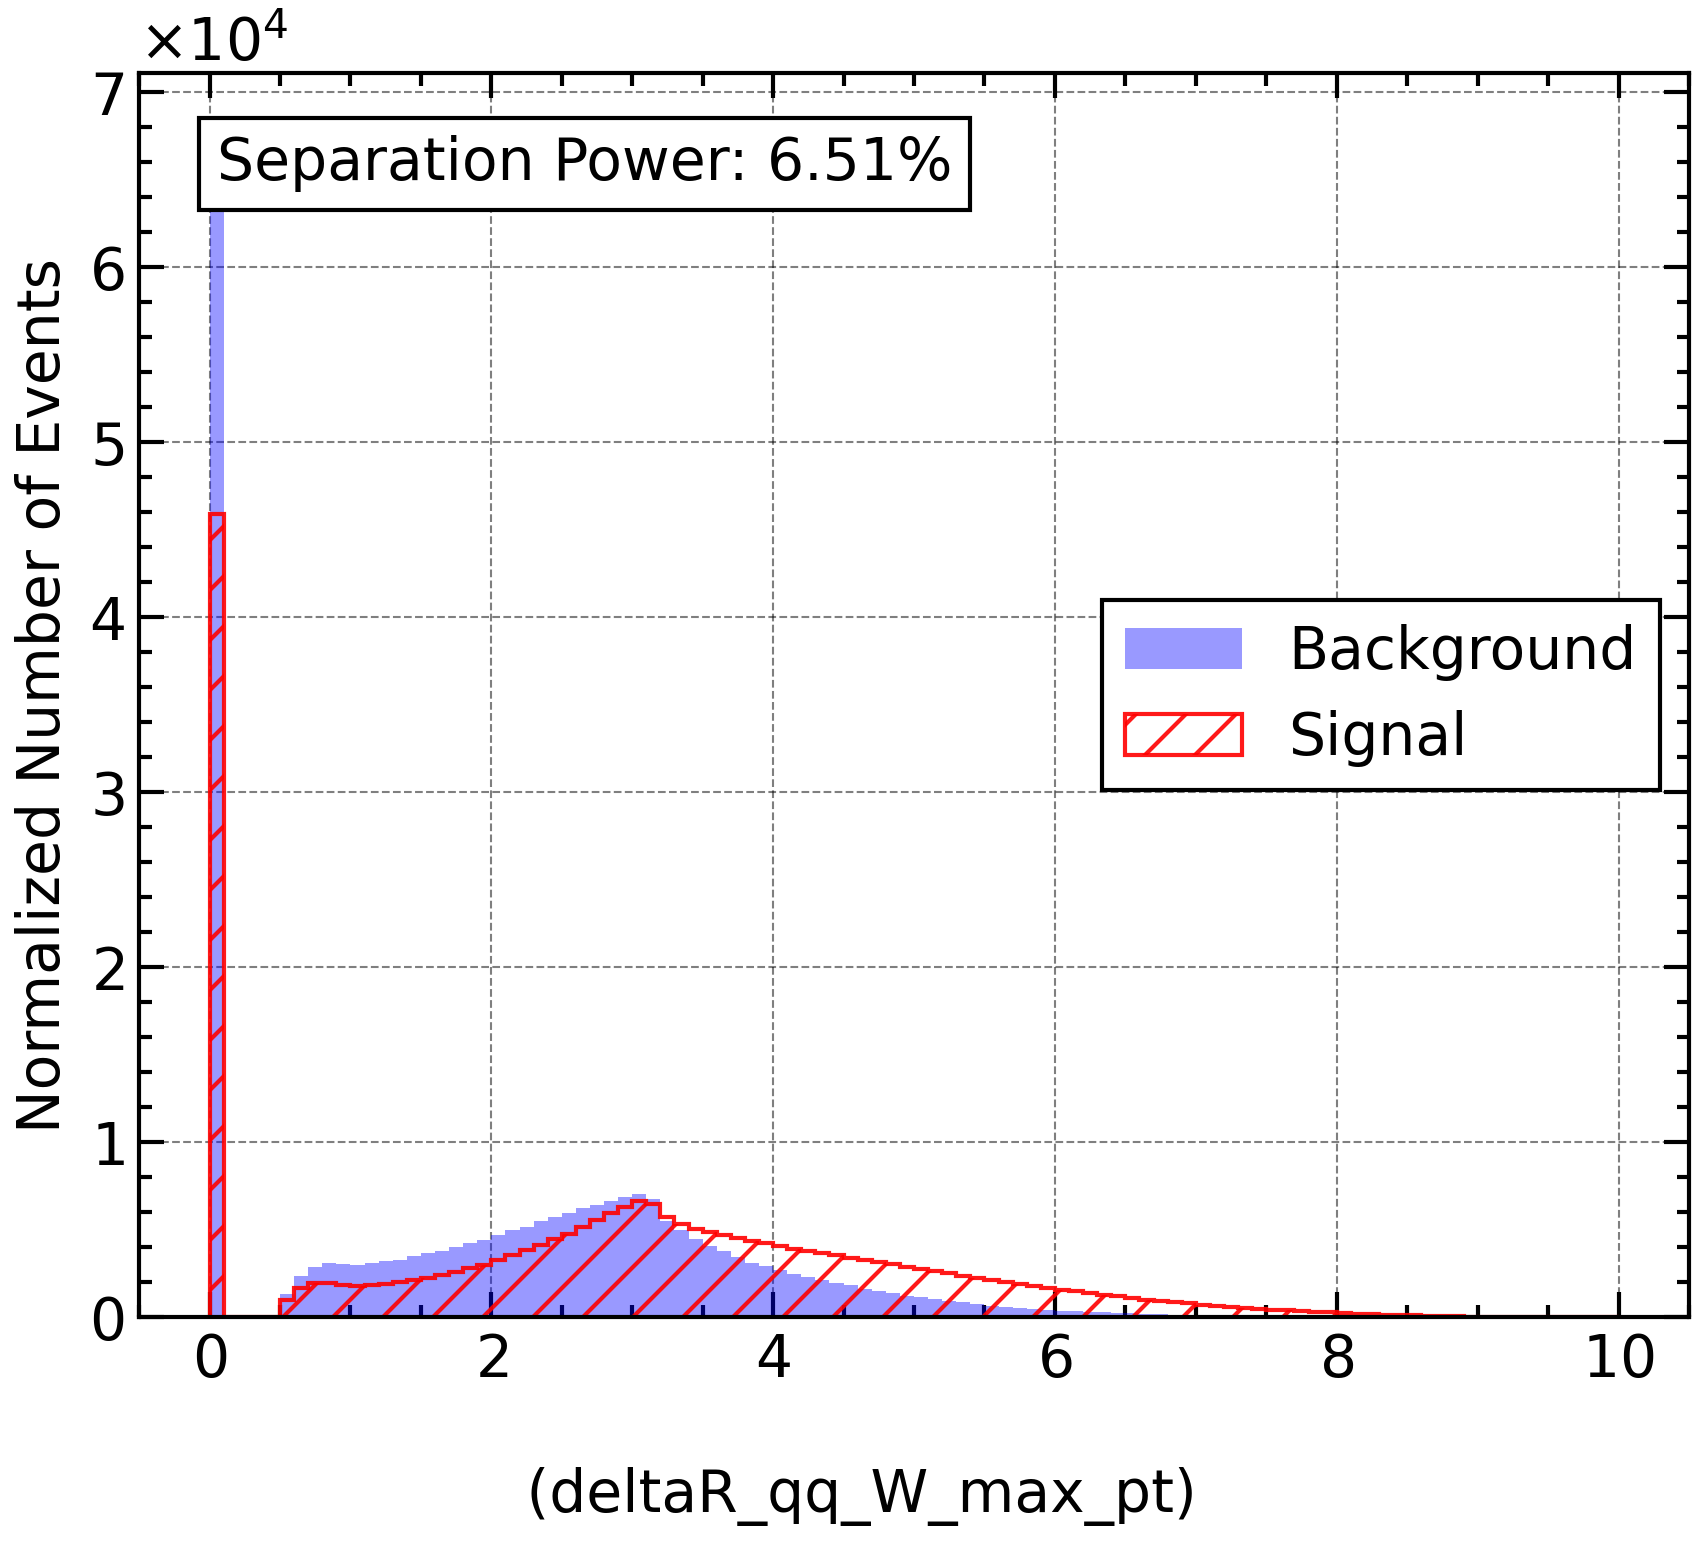 ×10⁴
7
6
5
4
3
2
1
0
Normalized Number of Events
Separation Power: 6.51%
Background
Signal
0 2 4 6 8 10
(deltaR_qq_W_max_pt)